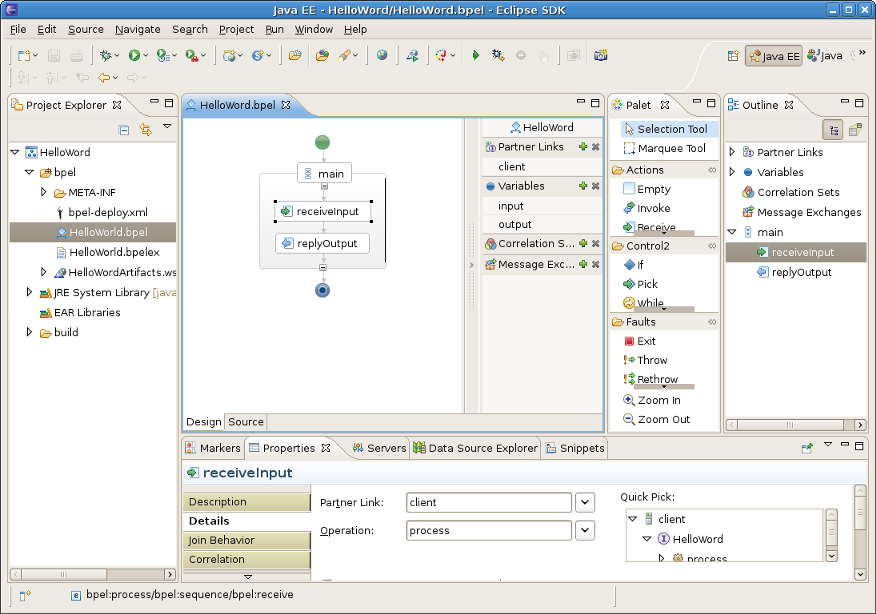 Java EE - HelloWord/HelloWord.bpel - Eclipse SDK
File Edit Source Navigate Search Project Run Window Help
Java EE Java
Project Explorer
HelloWord
bpel
META-INF
bpel-deploy.xml
HelloWord.bpel
HelloWorld.bpelex
HelloWordArtifacts.ws
JRE System Library [java
EAR Libraries
build
HelloWord.bpel
main
receiveInput
replyOutput
HelloWord
Partner Links
client
Variables
input
output
Correlation S...
Message Exc...
Design Source
Palet
Selection Tool
Marquee Tool
Actions
Empty
Invoke
Receive
Control2
If
Pick
While
Faults
Exit
Throw
Rethrow
Zoom In
Zoom Out
Outline
Partner Links
Variables
Correlation Sets
Message Exchanges
main
receiveInput
replyOutput
Markers Properties Servers Data Source Explorer Snippets
receiveInput
Description
Details
Join Behavior
Correlation
Partner Link: client
Operation: process
Quick Pick:
client
HelloWord
process
bpel:process/bpel:sequence/bpel:receive